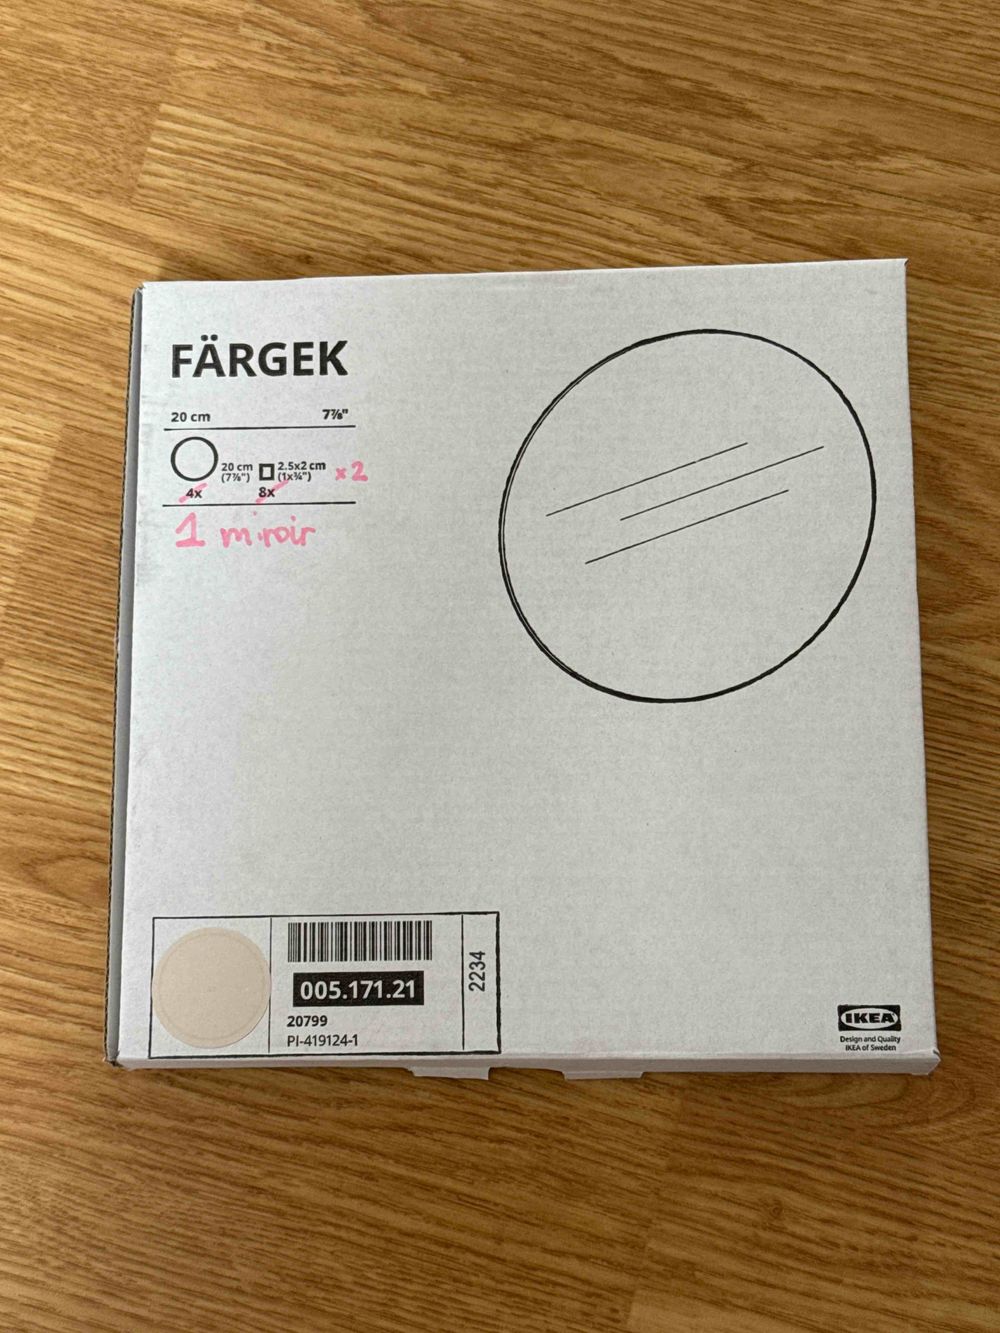 FÄRGEK
20 cm 7⅞"
20 cm 2.5x2 cm x2
(7⅞") (1x¾")
4x 8x
1 miroir
005.171.21
20799
PI-419124-1
2234
IKEA
Design and Quality
IKEA of Sweden